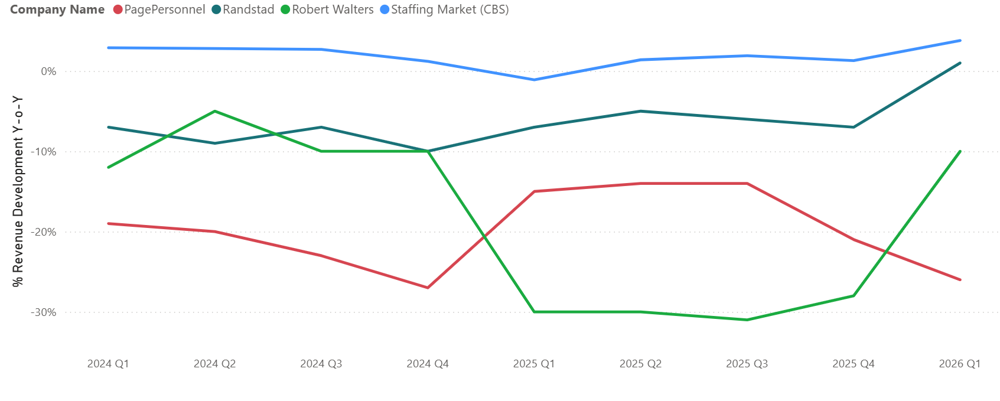 Company Name PagePersonnel Randstad Robert Walters Staffing Market (CBS)
% Revenue Development Y-o-Y
0%
-10%
-20%
-30%
2024 Q1 2024 Q2 2024 Q3 2024 Q4 2025 Q1 2025 Q2 2025 Q3 2025 Q4 2026 Q1